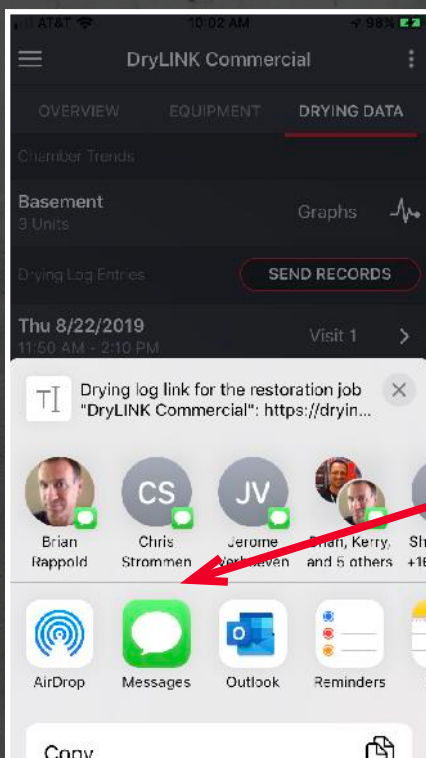 AT&T 10:02 AM 98%
DryLINK Commercial
OVERVIEW EQUIPMENT DRYING DATA
Chamber Trends
Basement
3 Units
Graphs
Drying Log Entries
SEND RECORDS
Thu 8/22/2019
11:50 AM - 2:10 PM
Visit 1
Drying log link for the restoration job
"DryLINK Commercial": https://dryin...
CS
JV
Brian
Rappold
Chris
Strommen
Jerome
Kerry,
and 5 others
Sh
AirDrop
Messages
Outlook
Reminders
Copy